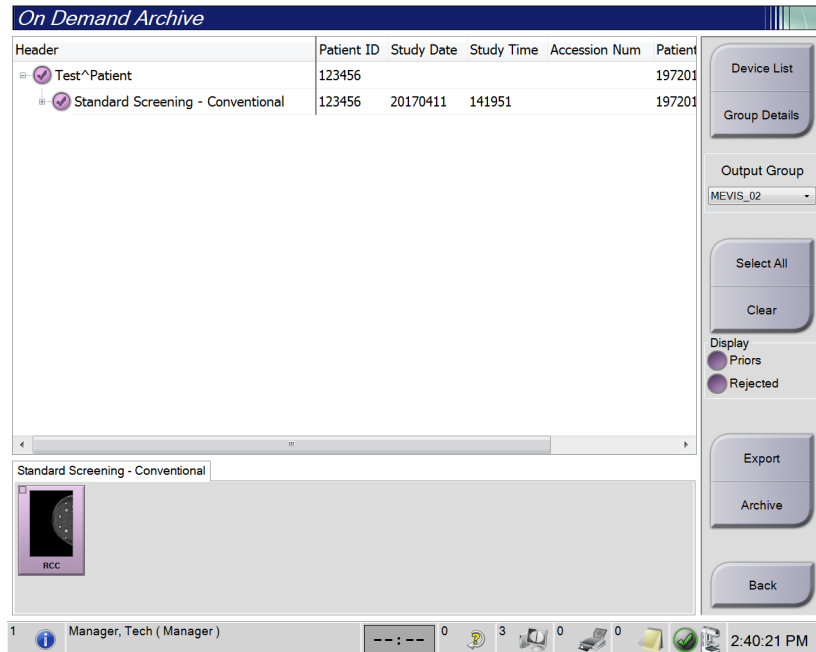 On Demand Archive
Header Patient ID Study Date Study Time Accession Num Patient
Test^Patient 123456 197201
Standard Screening - Conventional 123456 20170411 141951 197201
Device List
Group Details
Output Group
MEVIS_02
Select All
Clear
Display
Priors
Rejected
Export
Archive
Back
Standard Screening - Conventional
RCC
1 Manager, Tech ( Manager ) --:-- 0 3 0 0 2:40:21 PM